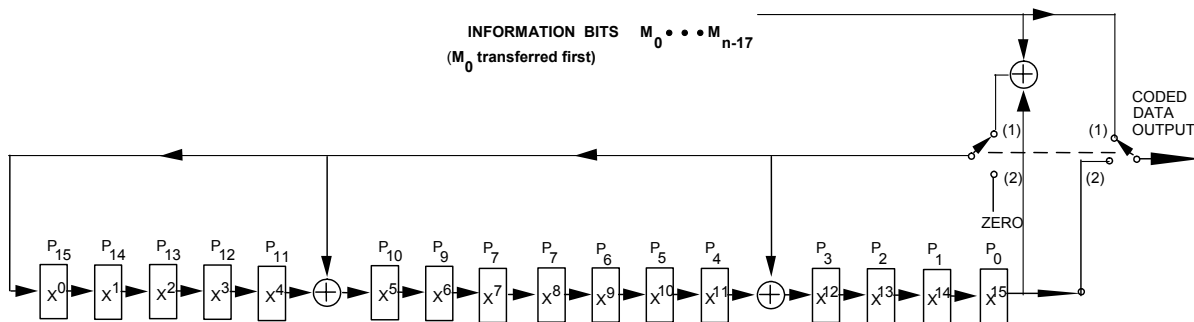 INFORMATION BITS M0 • • • Mn-17
(M0 transferred first)
CODED
DATA
OUTPUT
(1)
(1)
(2)
(2)
ZERO
P15 P14 P13 P12 P11 P10 P9 P7 P7 P6 P5 P4 P3 P2 P1 P0
X0 X1 X2 X3 X4 X5 X6 X7 X8 X9 X10 X11 X12 X13 X14 X15